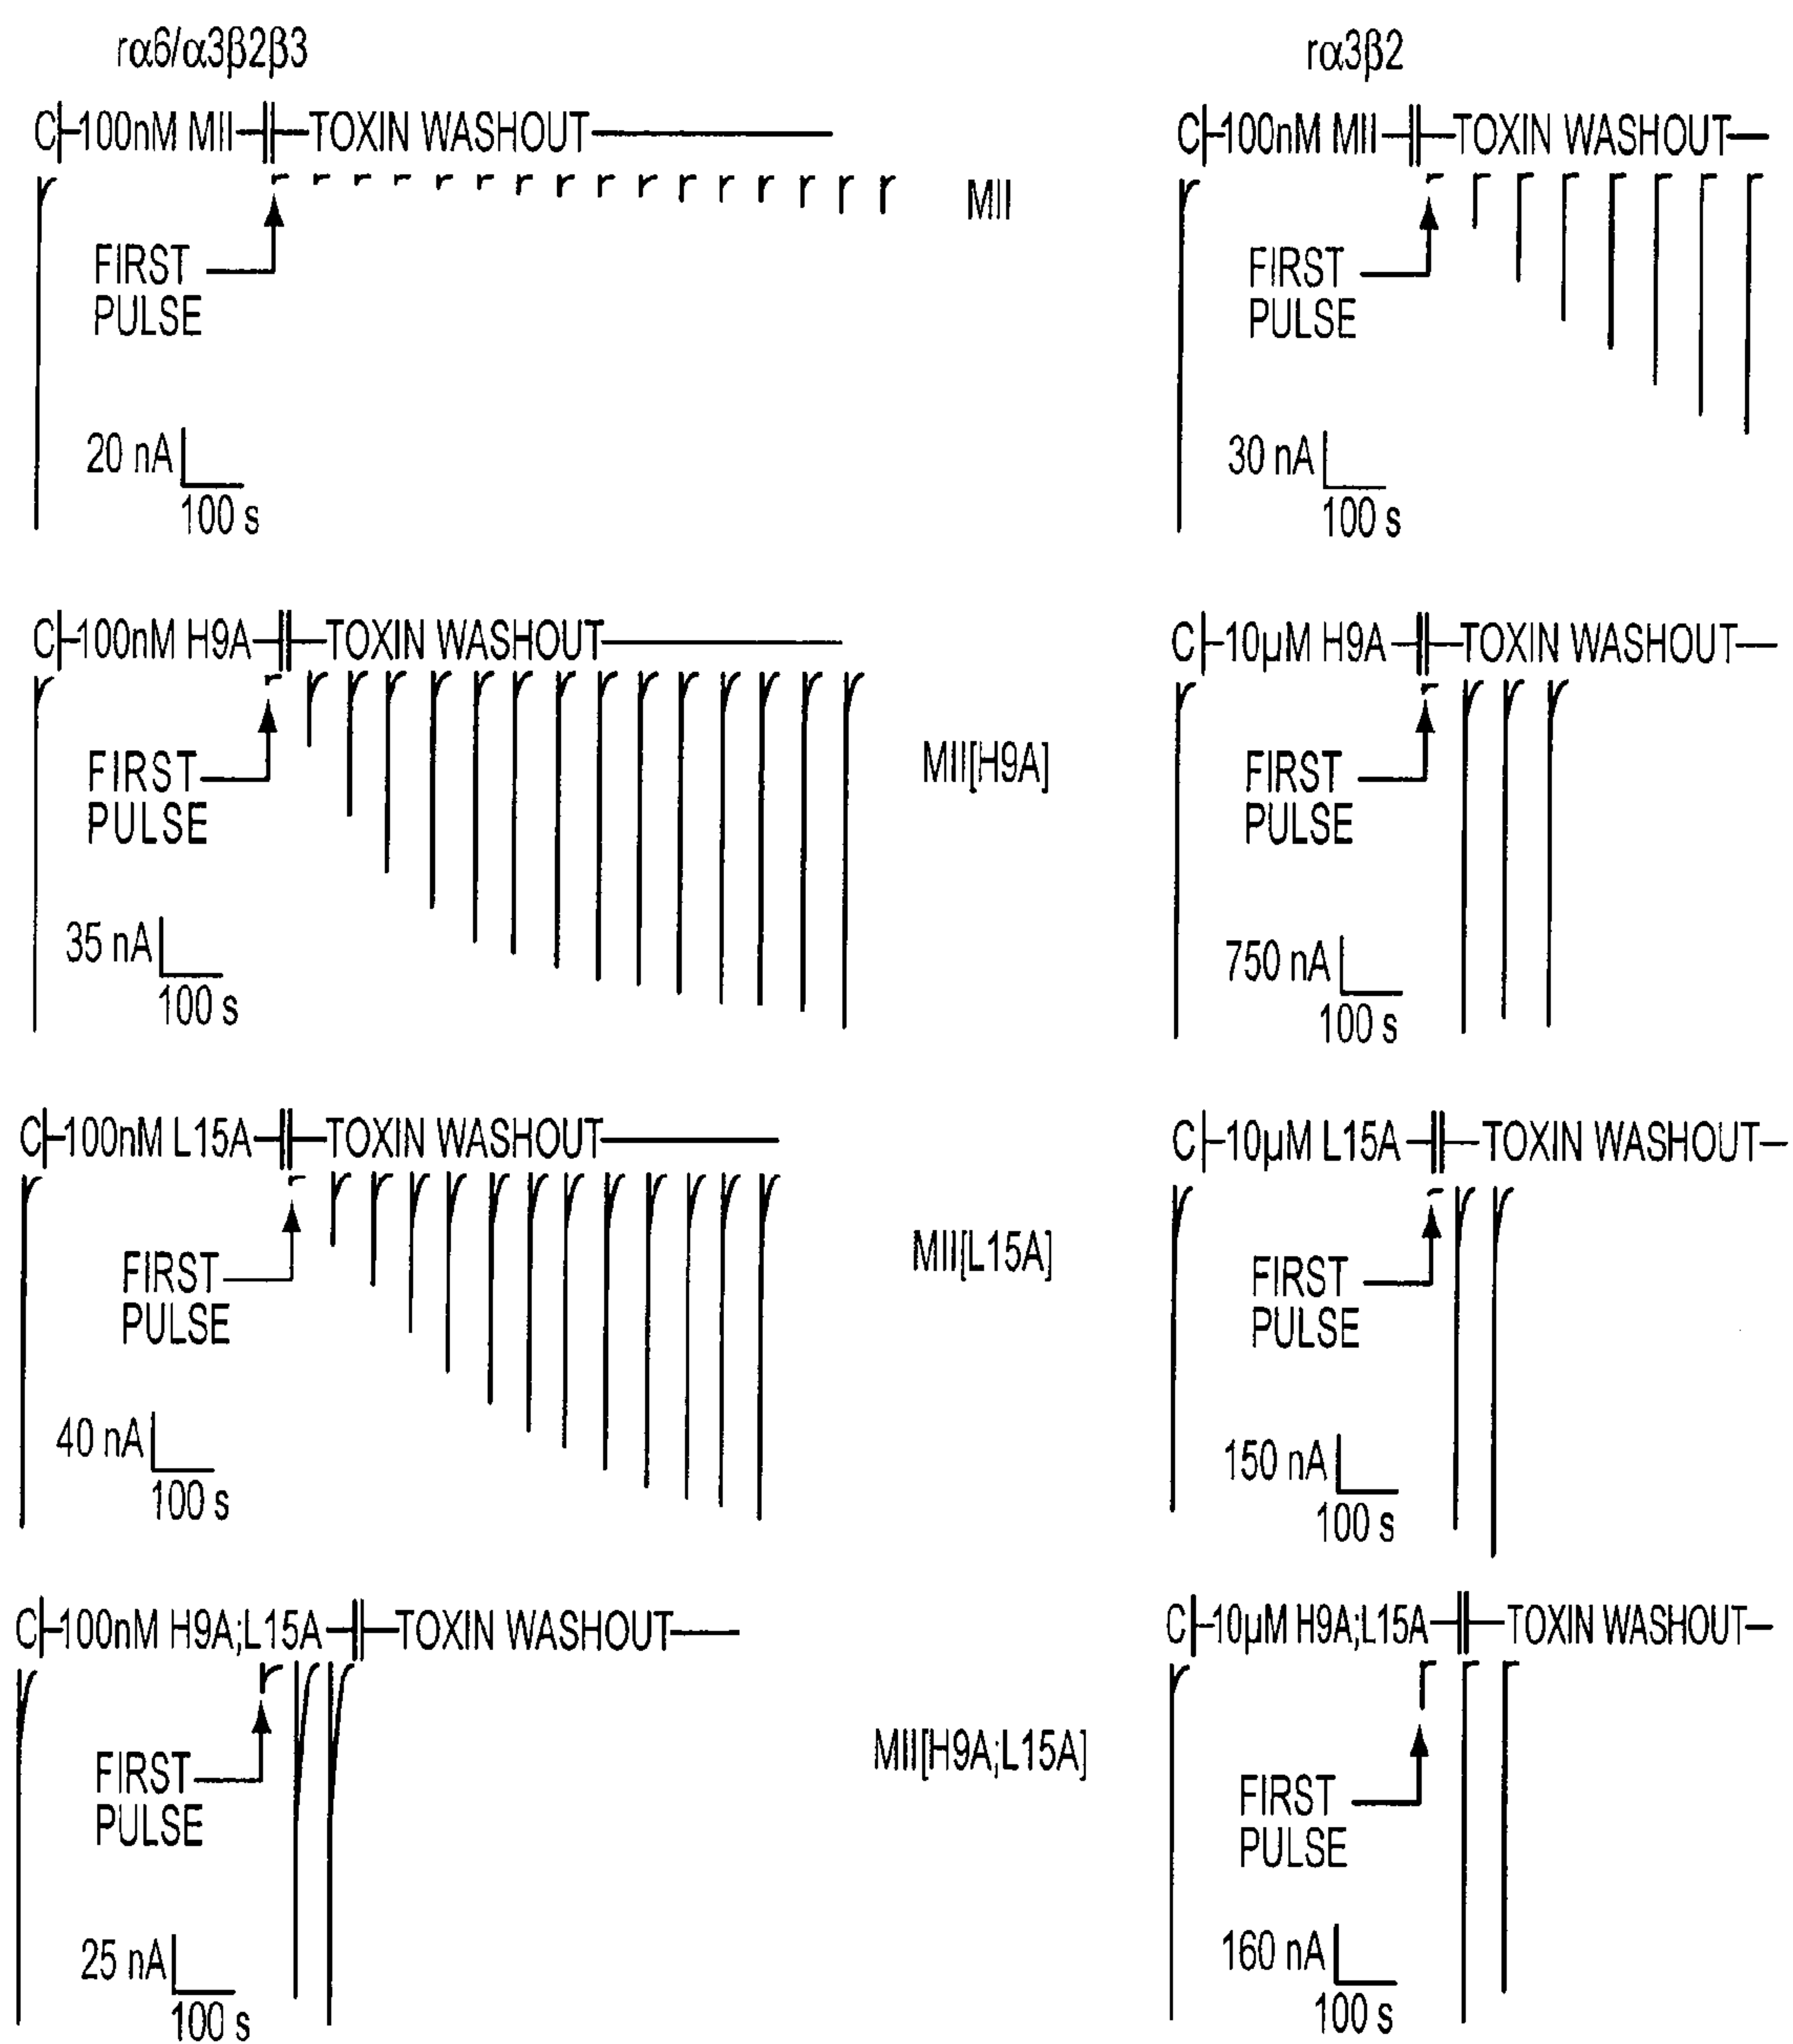 rα6/α3β2β3
C 100nM MII TOXIN WASHOUT
FIRST
PULSE
20 nA
100 s
MII
rα3β2
C 100nM MII TOXIN WASHOUT
FIRST
PULSE
30 nA
100 s
C 100nM H9A TOXIN WASHOUT
FIRST
PULSE
35 nA
100 s
MII[H9A]
C 10µM H9A TOXIN WASHOUT
FIRST
PULSE
750 nA
100 s
C 100nM L15A TOXIN WASHOUT
FIRST
PULSE
40 nA
100 s
MII[L15A]
C 10µM L15A TOXIN WASHOUT
FIRST
PULSE
150 nA
100 s
C 100nM H9A;L15A TOXIN WASHOUT
FIRST
PULSE
25 nA
100 s
MII[H9A;L15A]
C 10µM H9A;L15A TOXIN WASHOUT
FIRST
PULSE
160 nA
100 s